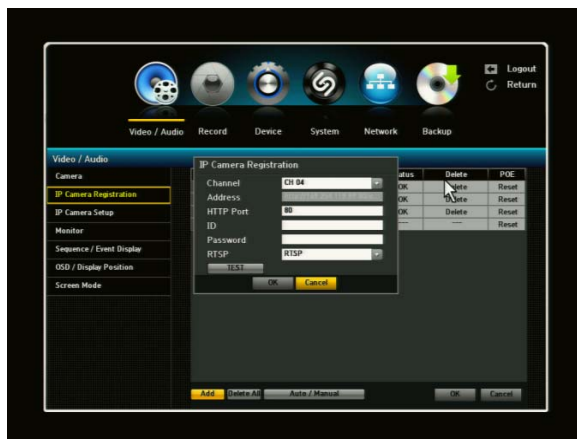 Logout
Return
Video / Audio Record Device System Network Backup
Video / Audio
Camera
IP Camera Registration
IP Camera Setup
Monitor
Sequence / Event Display
OSD / Display Position
Screen Mode
IP Camera Registration
Channel CH 04
Address
HTTP Port 80
ID
Password
RTSP RTSP
TEST
OK Cancel
Delete POE
OK Reset
OK Delete Reset
OK Delete Reset
Reset
Add Delete All Auto / Manual OK Cancel